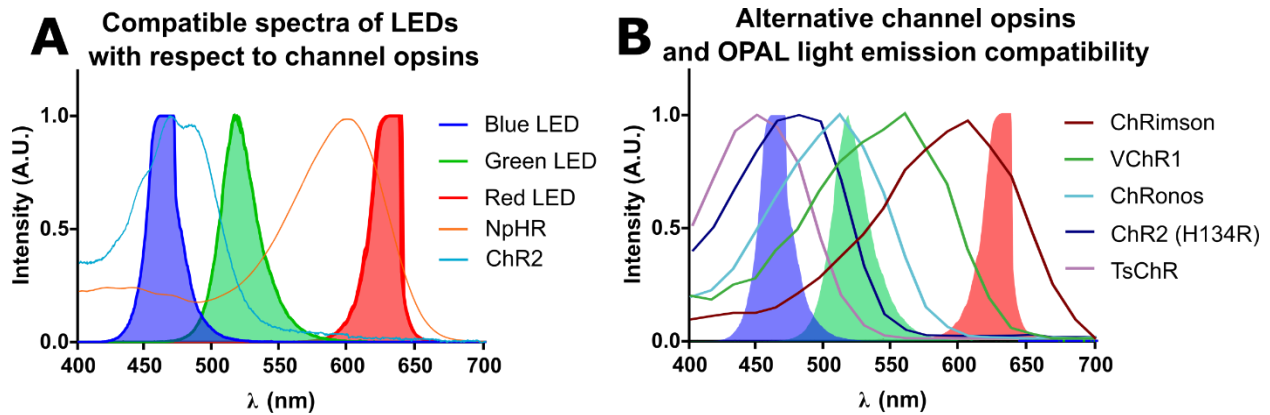 A
Compatible spectra of LEDs
with respect to channel opsins
Intensity (A.U.)
1.0
0.5
0.0
400 450 500 550 600 650 700
λ (nm)
Blue LED
Green LED
Red LED
NpHR
ChR2
B
Alternative channel opsins
and OPAL light emission compatibility
Intensity (A.U.)
1.0
0.5
0.0
400 450 500 550 600 650 700
λ (nm)
ChRimson
VChR1
ChRonos
ChR2 (H134R)
TsChR